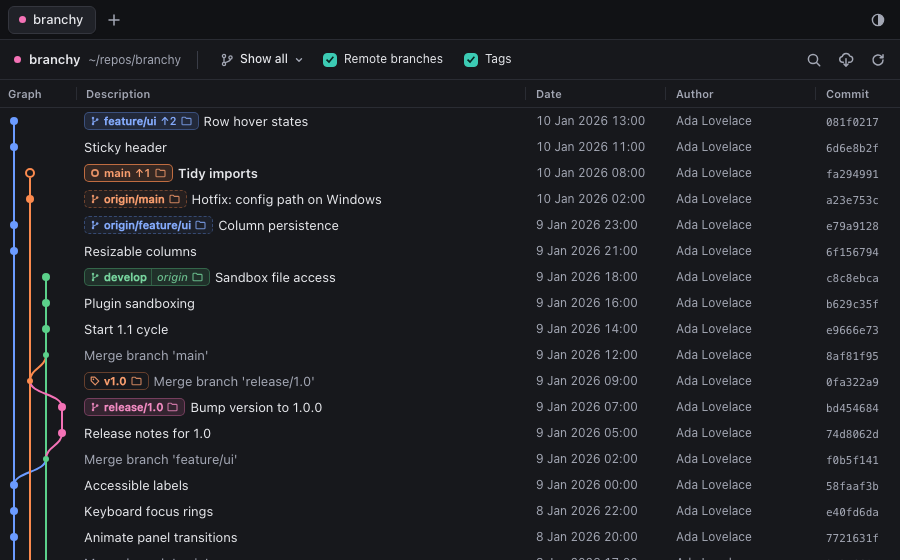 branchy
branchy ~/repos/branchy Show all Remote branches Tags
Graph Description Date Author Commit
feature/ui ↑2 Row hover states 10 Jan 2026 13:00 Ada Lovelace 081f0217
Sticky header 10 Jan 2026 11:00 Ada Lovelace 6d6e8b2f
main ↑1 Tidy imports 10 Jan 2026 08:00 Ada Lovelace fa294991
origin/main Hotfix: config path on Windows 10 Jan 2026 02:00 Ada Lovelace a23e753c
origin/feature/ui Column persistence 9 Jan 2026 23:00 Ada Lovelace e79a9128
Resizable columns 9 Jan 2026 21:00 Ada Lovelace 6f156794
develop origin Sandbox file access 9 Jan 2026 18:00 Ada Lovelace c8c8ebca
Plugin sandboxing 9 Jan 2026 16:00 Ada Lovelace b629c35f
Start 1.1 cycle 9 Jan 2026 14:00 Ada Lovelace e9666e73
Merge branch 'main' 9 Jan 2026 12:00 Ada Lovelace 8af81f95
v1.0 Merge branch 'release/1.0' 9 Jan 2026 09:00 Ada Lovelace 0fa322a9
release/1.0 Bump version to 1.0.0 9 Jan 2026 07:00 Ada Lovelace bd454684
Release notes for 1.0 9 Jan 2026 05:00 Ada Lovelace 74d8062d
Merge branch 'feature/ui' 9 Jan 2026 02:00 Ada Lovelace f0b5f141
Accessible labels 9 Jan 2026 00:00 Ada Lovelace 58faaf3b
Keyboard focus rings 8 Jan 2026 22:00 Ada Lovelace e40fd6da
Animate panel transitions 8 Jan 2026 20:00 Ada Lovelace 7721631f